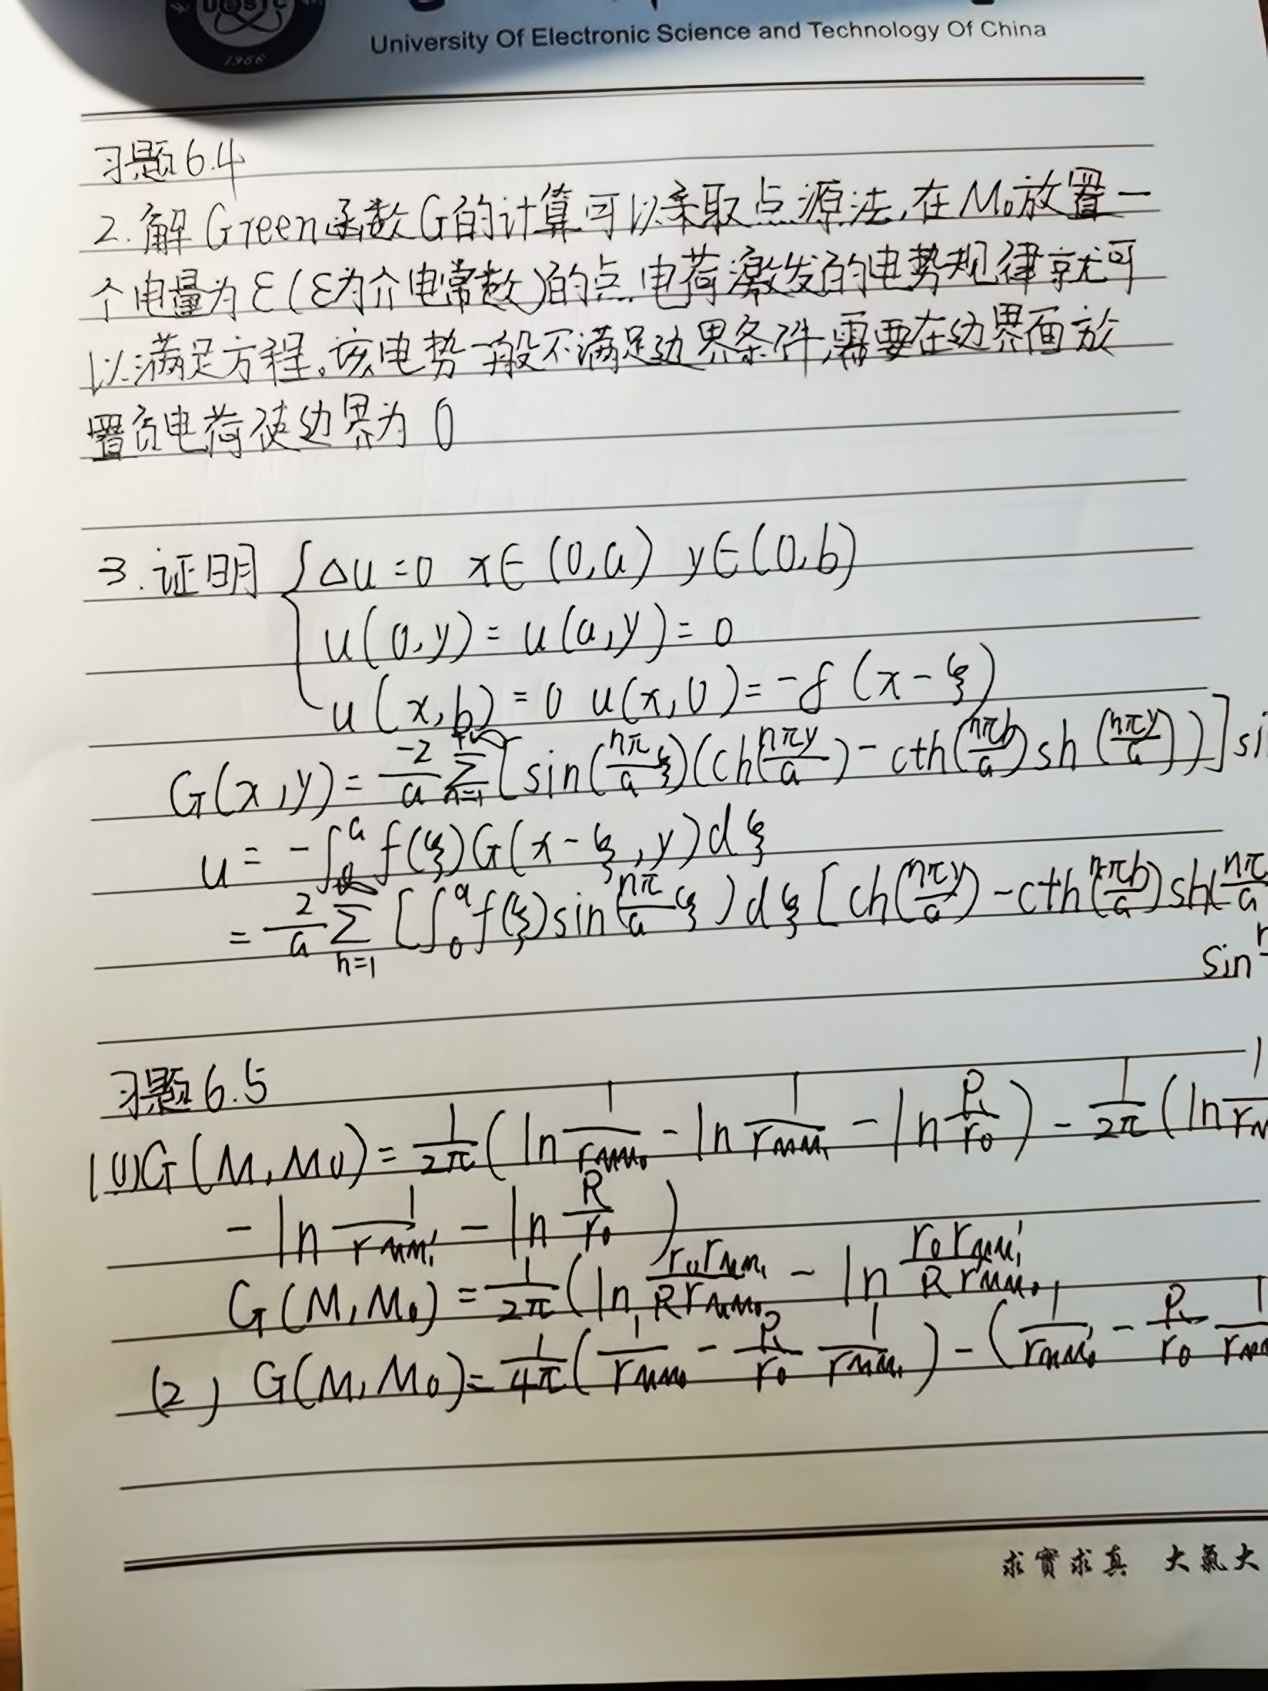 UESTC
1956
University Of Electronic Science and Technology Of China
习题6.4
2.解 Green函数G的计算可以采取点源法,在M₀放置一
个电量为ε(ε为介电常数)的点电荷激发的电势规律就可
以满足方程。该电势一般不满足边界条件,需要在边界面放
置负电荷使边界为0
3.证明 { Δu=0 x∈(0,a) y∈(0,b)
u(0,y)=u(a,y)=0
u(x,b)=0 u(x,0)=-δ(x-ξ)
G(x,y)=-2/a Σ_{n=1}^{+∞}[sin(nπ/a ξ)(ch(nπy/a)-cth(nπb/a)sh(nπy/a))]si
u=-∫₀^a f(ξ)G(x-ξ,y)dξ
=2/a Σ_{n=1}^{∞}[∫₀^a f(ξ)sin(nπ/a ξ)dξ[ch(nπy/a)-cth(nπb/a)sh(nπ/a
sin
习题6.5
1(1)G(M,M₀)=1/2π(ln 1/r_{MM₀}-ln 1/r_{MM₁}-ln R/r₀)-1/2π(ln 1/r
-ln 1/r_{MM₁'}-ln R/r₀)
G(M,M₀)=1/2π(ln r₀r_{MM₁}/Rr_{MM₀}-ln r₀r_{MM₁'}/Rr_{MM₀'}
(2) G(M,M₀)=1/4π(1/r_{MM₀}-R/r₀ 1/r_{MM₁})-(1/r_{MM₀'}-R/r₀ 1/r
求實求真 大氣大